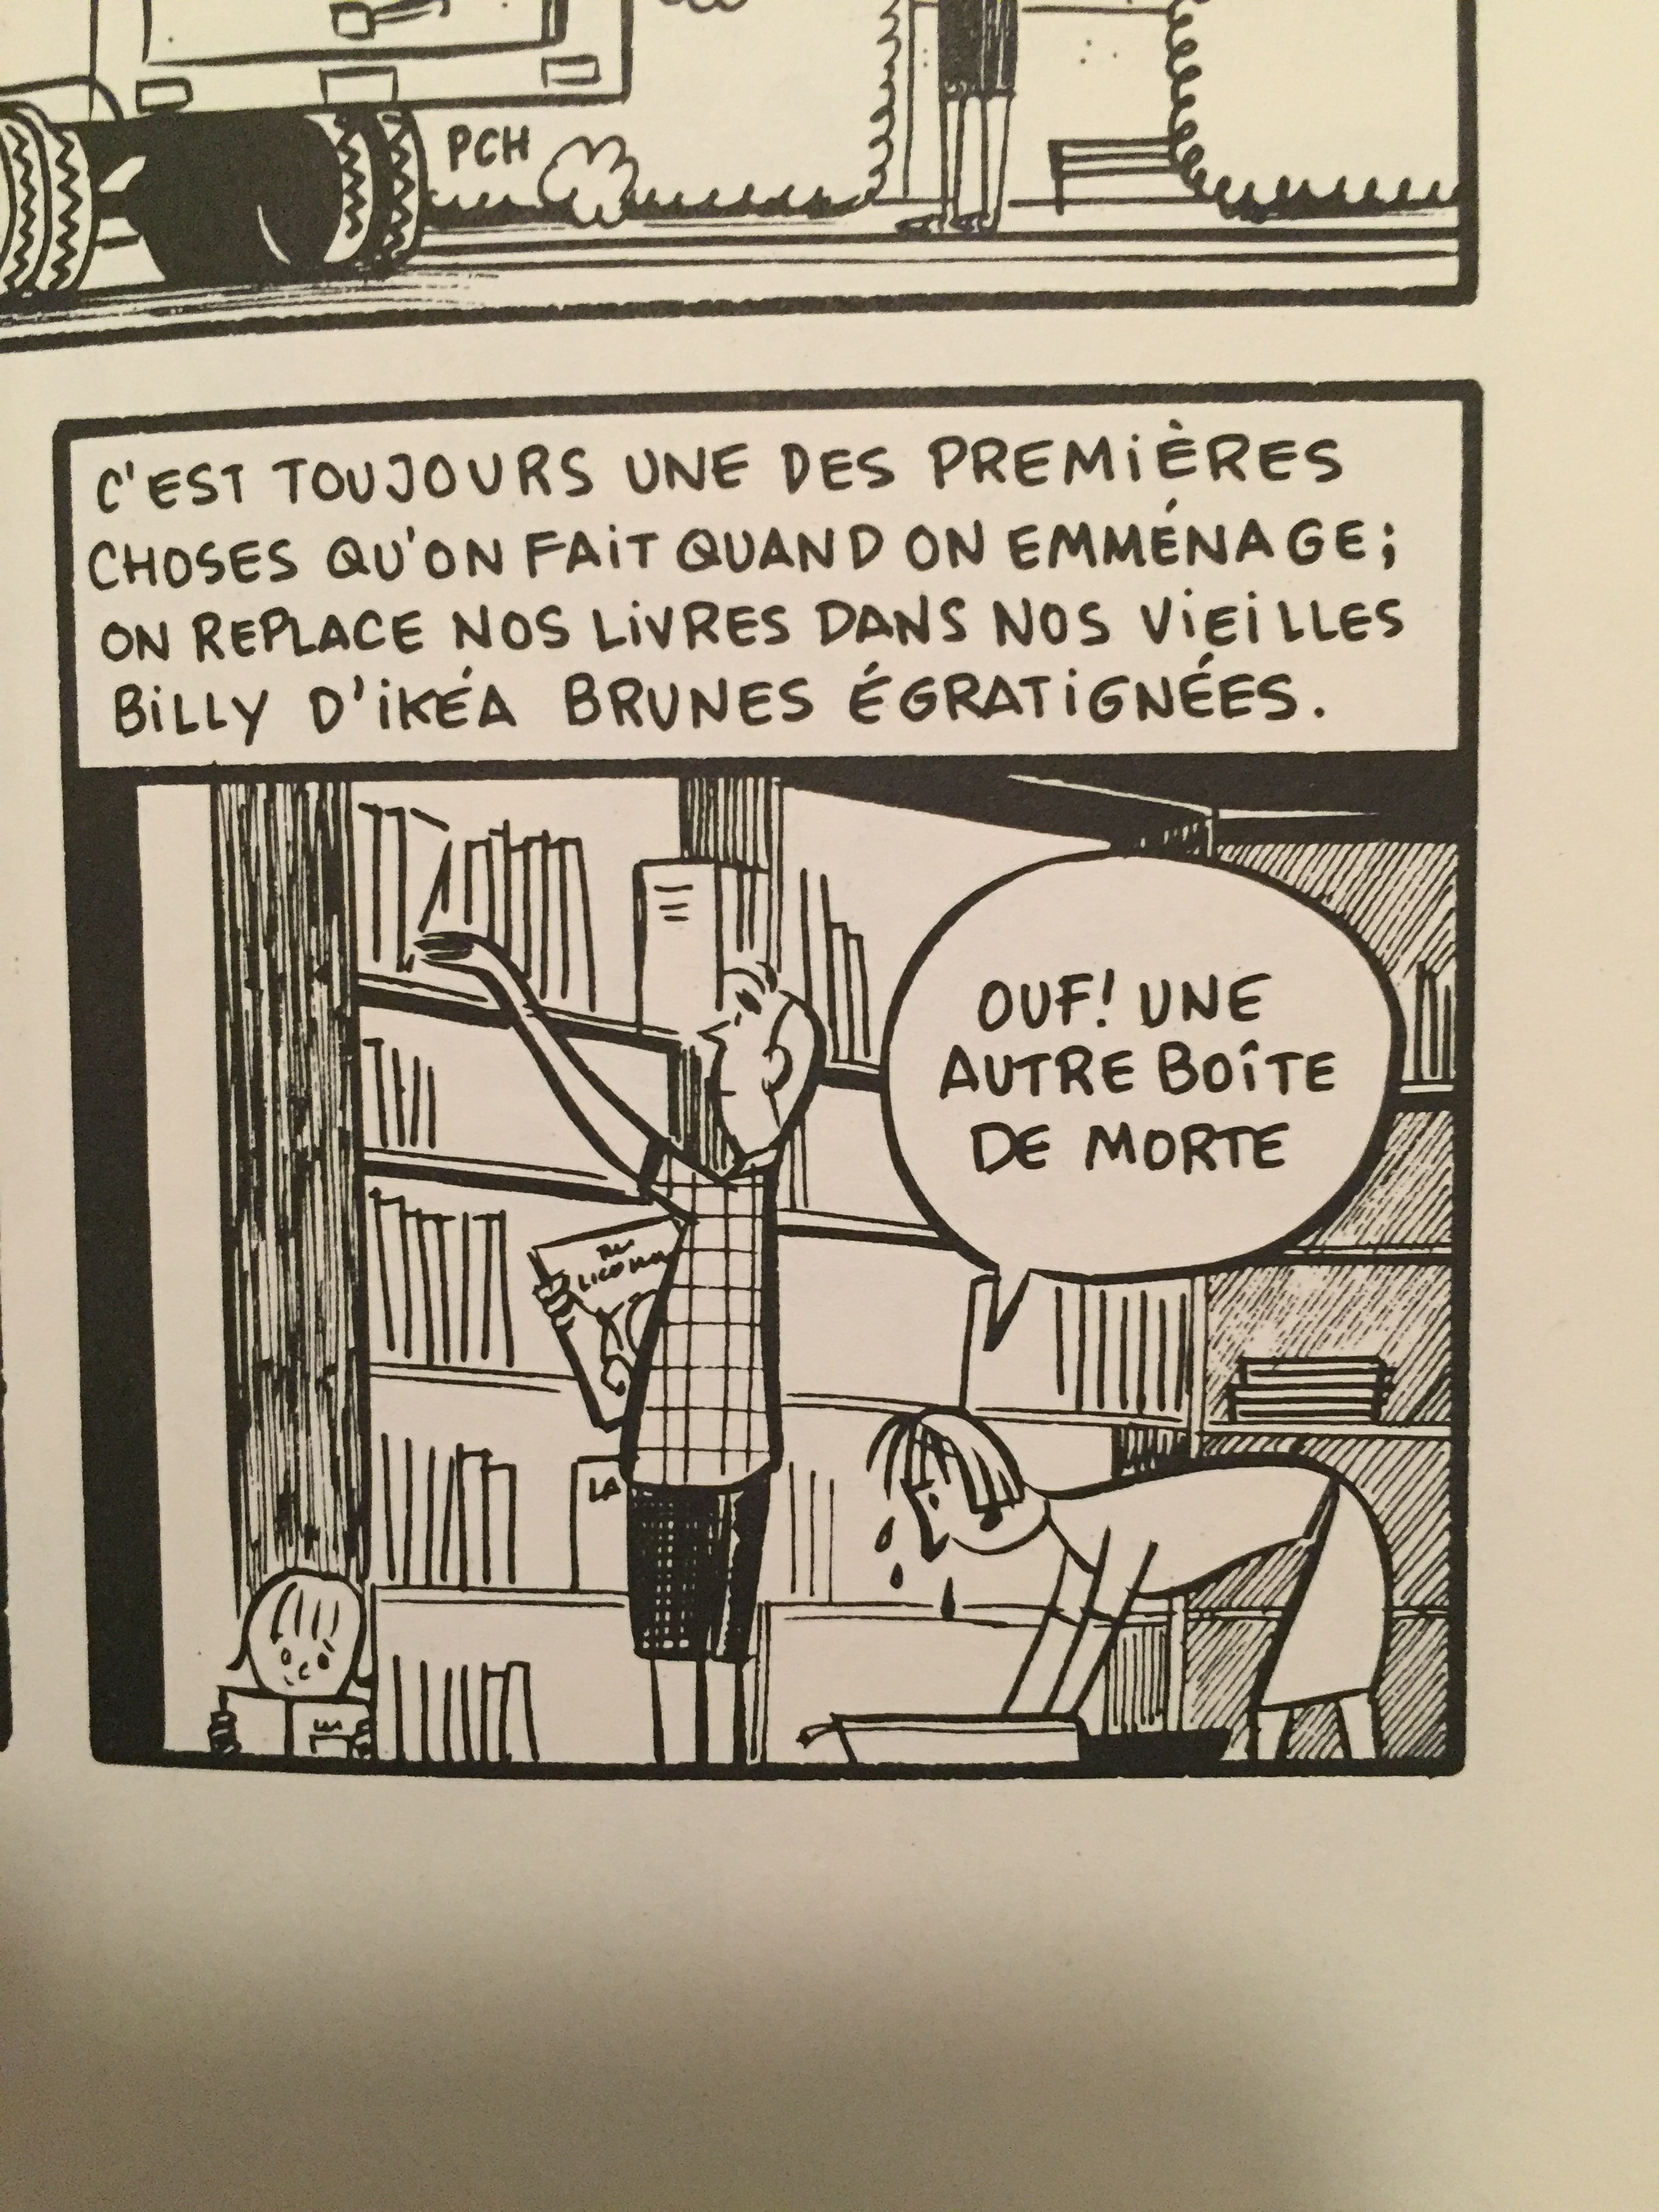 PCH
C'EST TOUJOURS UNE DES PREMIÈRES
CHOSES QU'ON FAIT QUAND ON EMMÉNAGE;
ON REPLACE NOS LIVRES DANS NOS VIEILLES
BILLY D'IKÉA BRUNES ÉGRATIGNÉES.
OUF! UNE
AUTRE BOÎTE
DE MORTE
LA